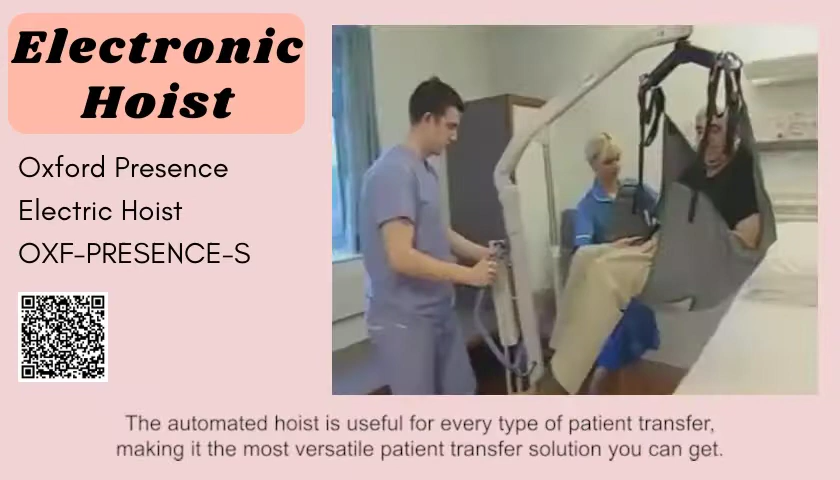 Electronic
Hoist
Oxford Presence
Electric Hoist
OXF-PRESENCE-S
The automated hoist is useful for every type of patient transfer,
making it the most versatile patient transfer solution you can get.